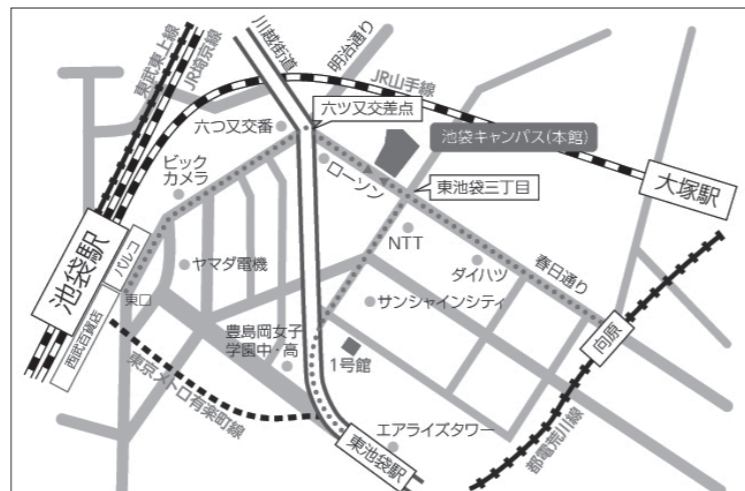 東武東上線
JR埼京線
川越街道
明治通り
JR山手線
六ツ又交差点
六つ又交番
池袋キャンパス(本館)
ビック
カメラ
ローソン
東池袋三丁目
大塚駅
池袋駅
パルコ
NTT
ヤマダ電機
ダイハツ
春日通り
東口
サンシャインシティ
西武百貨店
豊島岡女子
学園中・高
1号館
向原
東京メトロ有楽町線
エアライズタワー
東池袋駅
都電荒川線